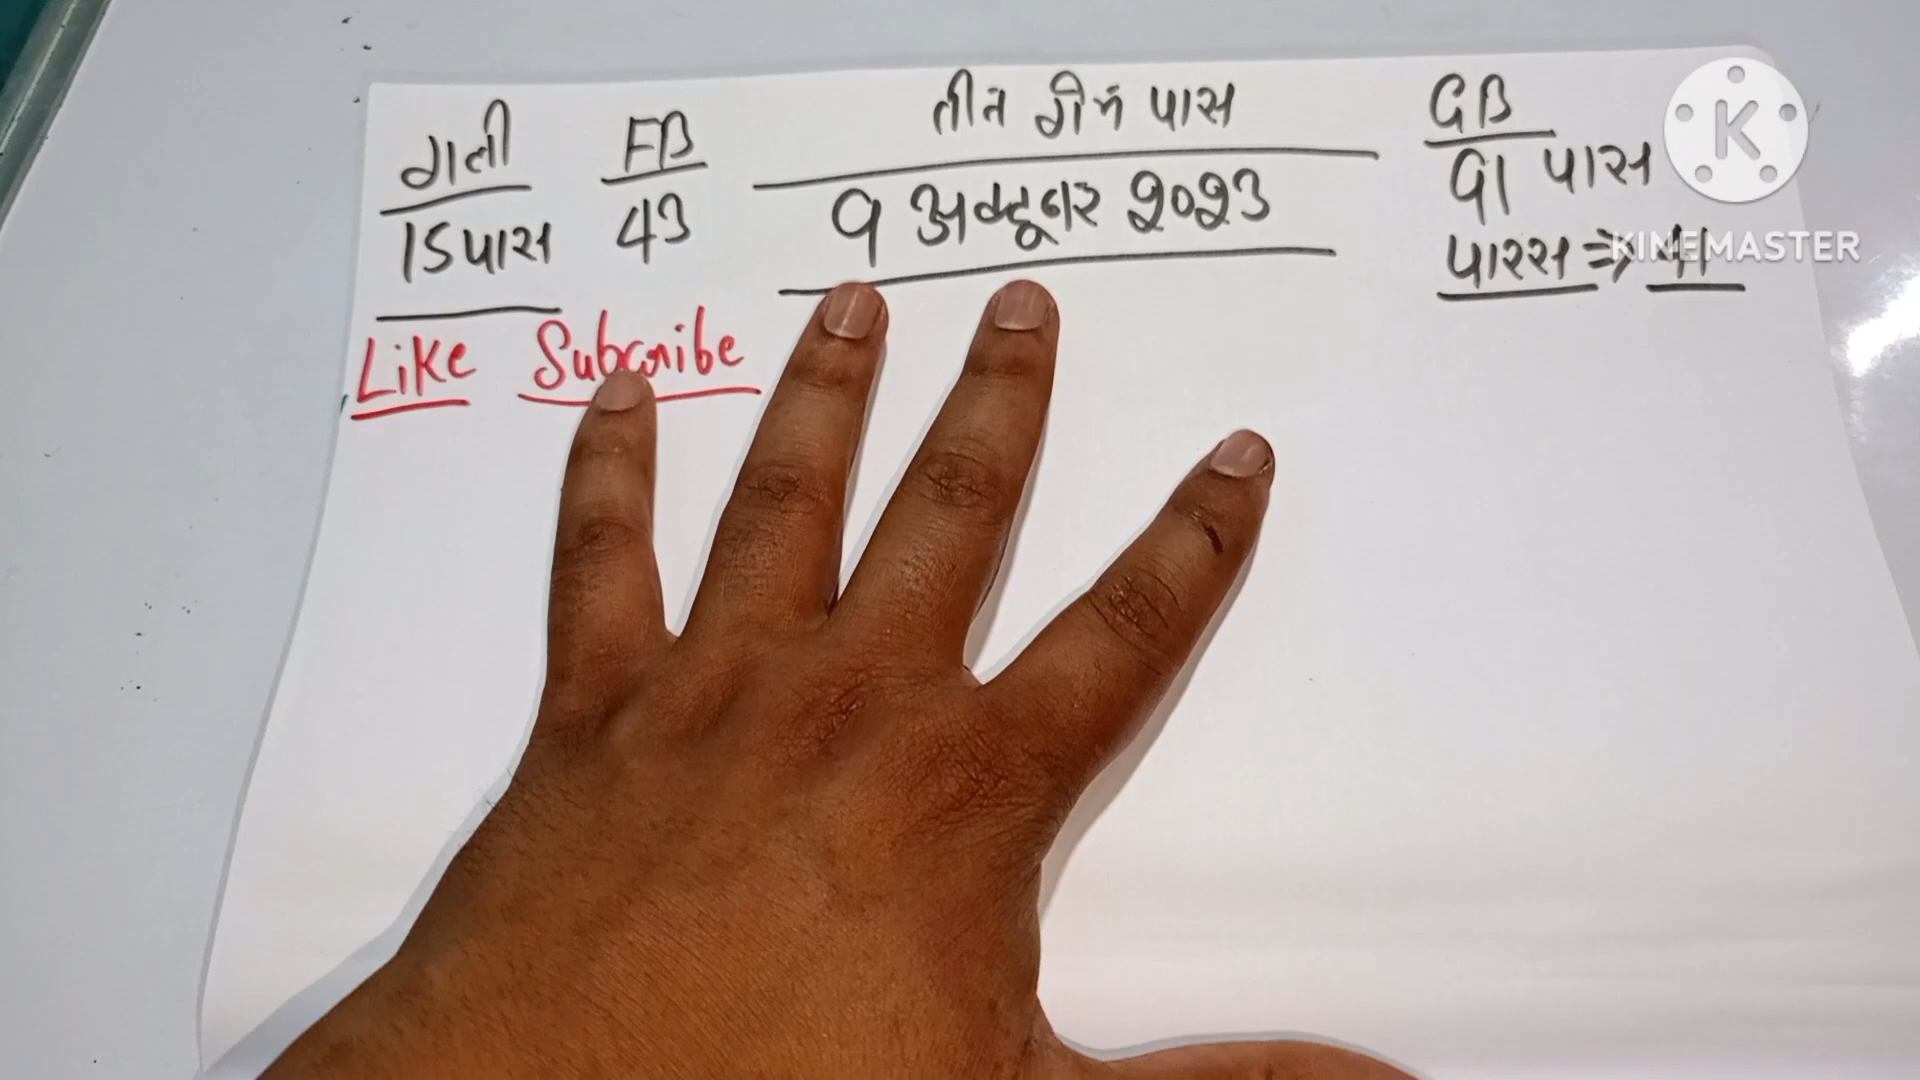 गली
15 पास
FB
43
तीन गेम पास
9 अक्टूबर 2023
GB
91 पास
पारस ⇒ 41
Like Subscribe
K
KINEMASTER